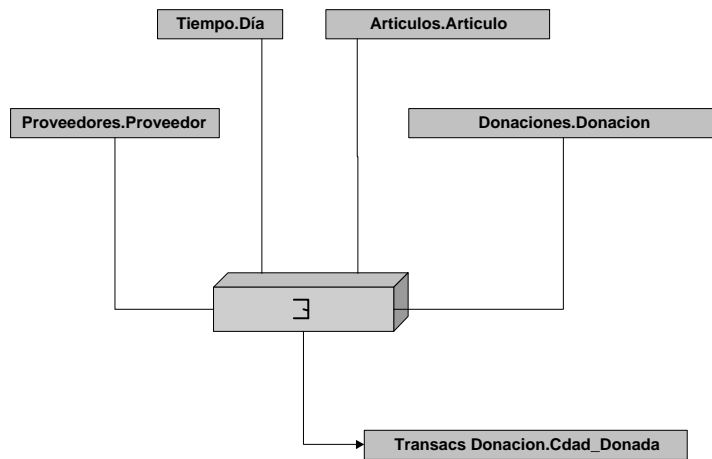 Tiempo.Día
Articulos.Articulo
Proveedores.Proveedor
Donaciones.Donacion
Transacs Donacion.Cdad_Donada